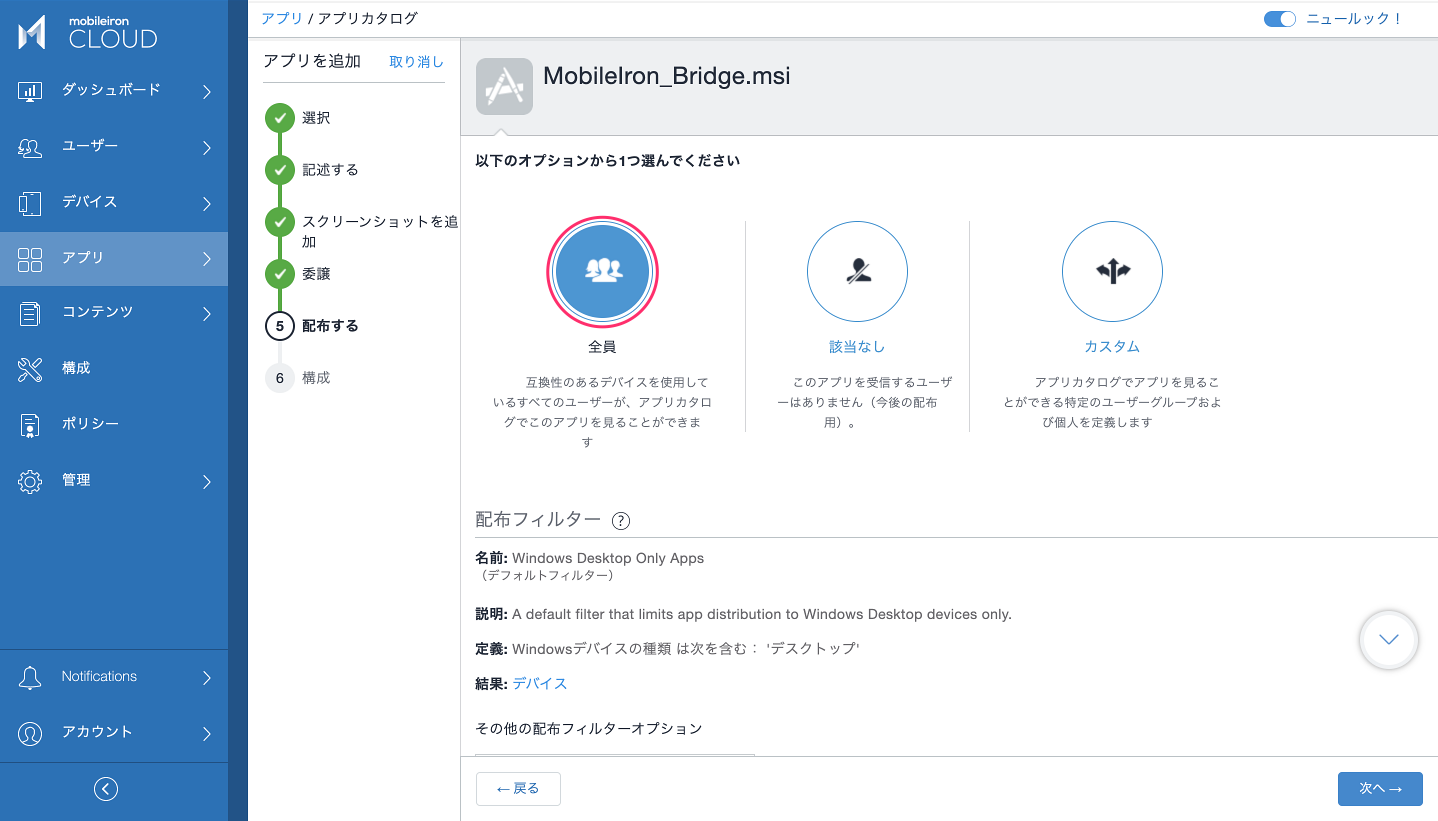 mobileiron
CLOUD
ダッシュボード
ユーザー
デバイス
アプリ
コンテンツ
構成
ポリシー
管理
Notifications
アカウント
アプリ / アプリカタログ
ニュールック！
アプリを追加 取り消し
選択
記述する
スクリーンショットを追
加
委譲
5 配布する
6 構成
MobileIron_Bridge.msi
以下のオプションから1つ選んでください
全員
互換性のあるデバイスを使用して
いるすべてのユーザーが、アプリカタロ
グでこのアプリを見ることができま
す
該当なし
このアプリを受信するユーザ
ーはありません（今後の配布
用）。
カスタム
アプリカタログでアプリを見るこ
とができる特定のユーザーグループおよ
び個人を定義します
配布フィルター ?
名前: Windows Desktop Only Apps
（デフォルトフィルター）
説明: A default filter that limits app distribution to Windows Desktop devices only.
定義: Windowsデバイスの種類 は次を含む： 'デスクトップ'
結果: デバイス
その他の配布フィルターオプション
← 戻る
次へ →